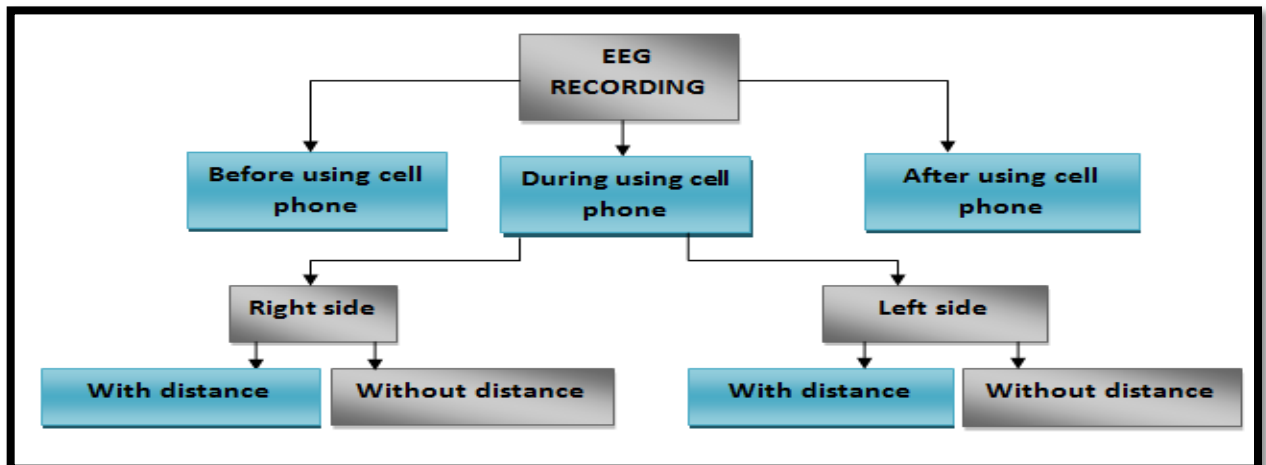 EEG
RECORDING
Before using cell
phone
During using cell
phone
After using cell
phone
Right side
Left side
With distance
Without distance
With distance
Without distance